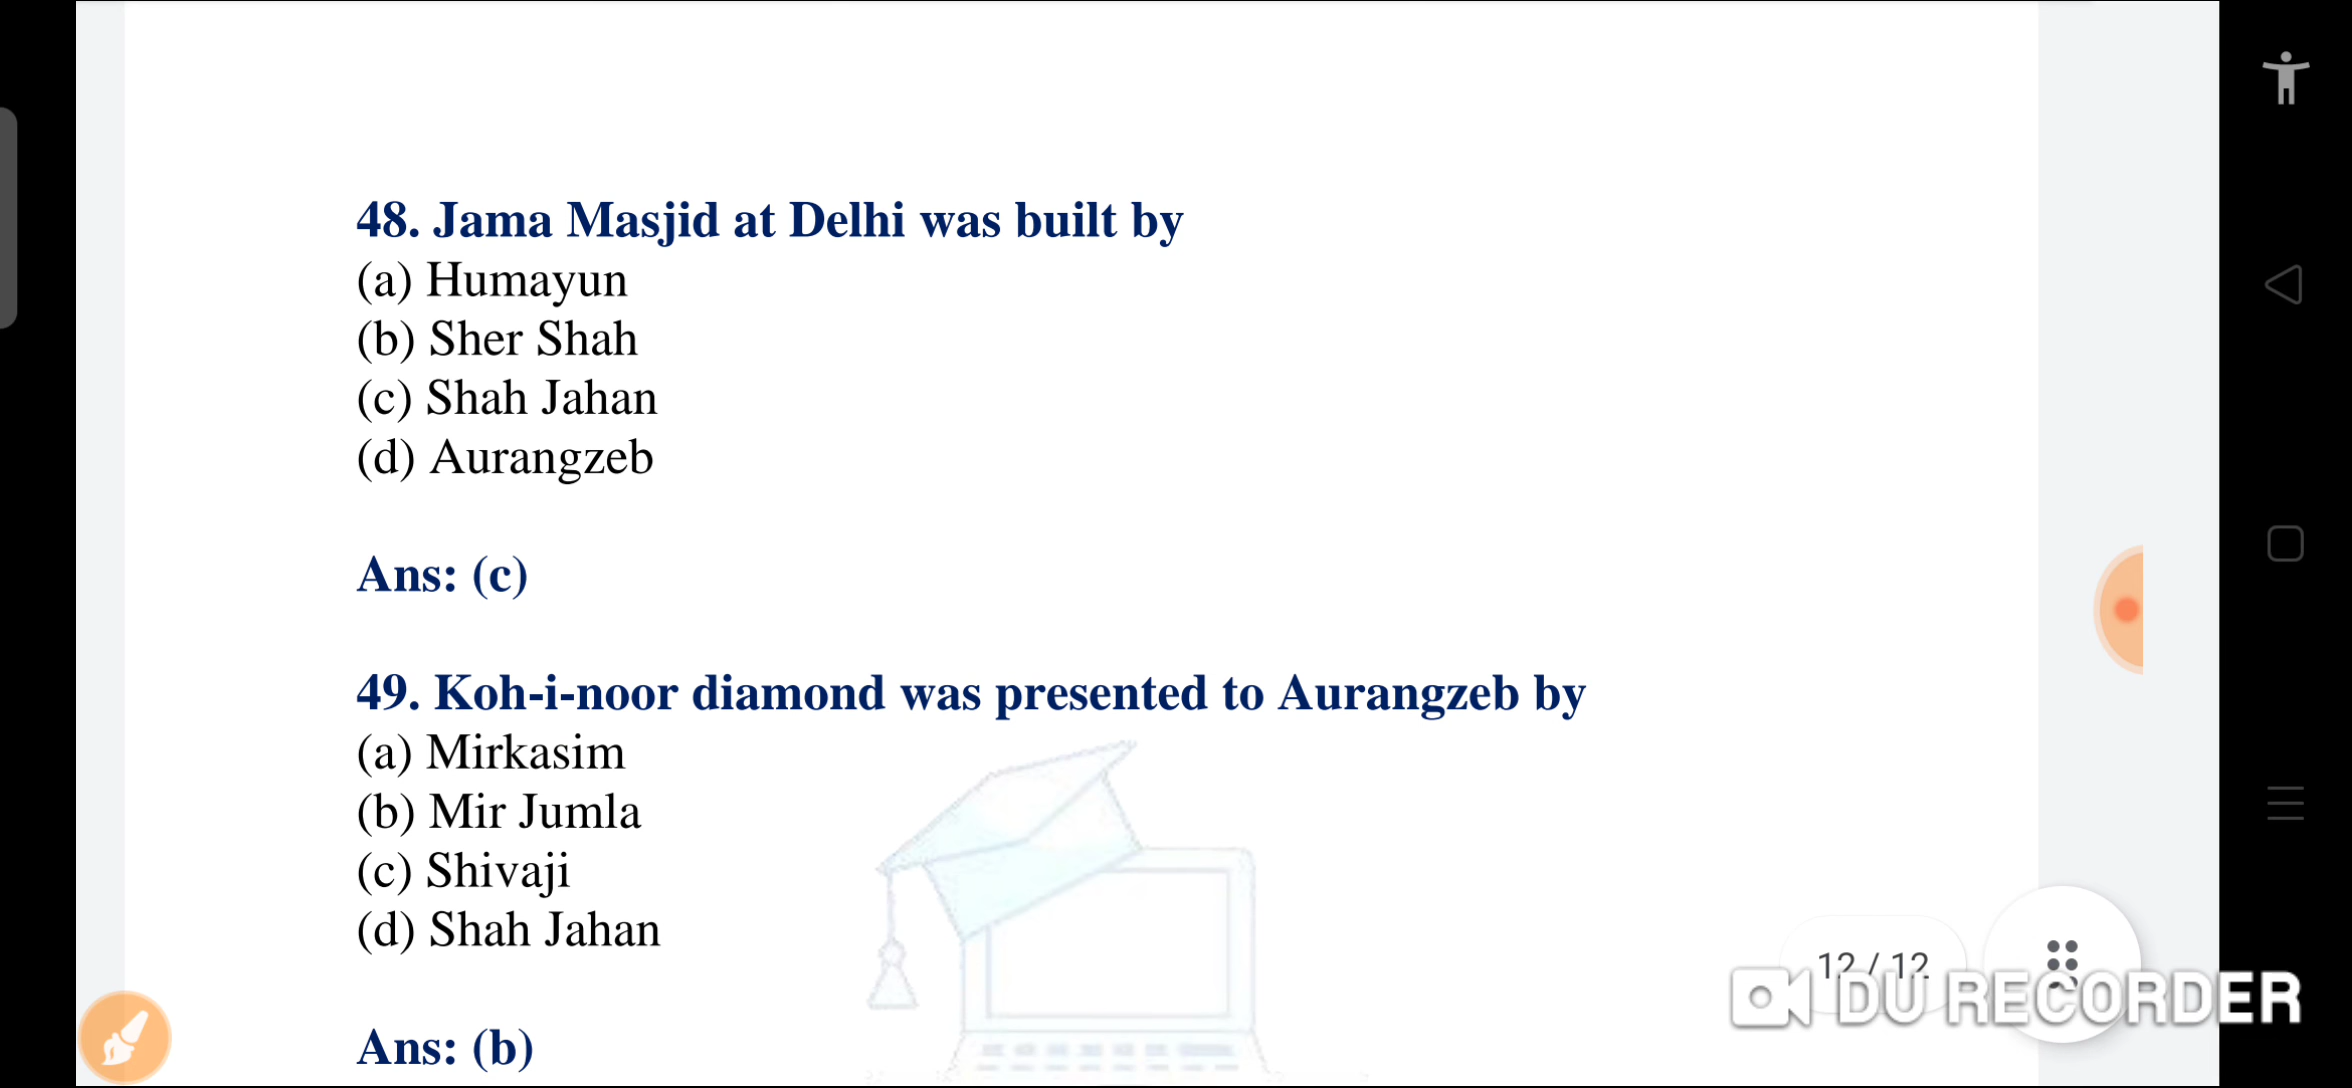 48. Jama Masjid at Delhi was built by
(a) Humayun
(b) Sher Shah
(c) Shah Jahan
(d) Aurangzeb
Ans: (c)
49. Koh-i-noor diamond was presented to Aurangzeb by
(a) Mirkasim
(b) Mir Jumla
(c) Shivaji
(d) Shah Jahan
12 / 12
DU RECORDER
Ans: (b)